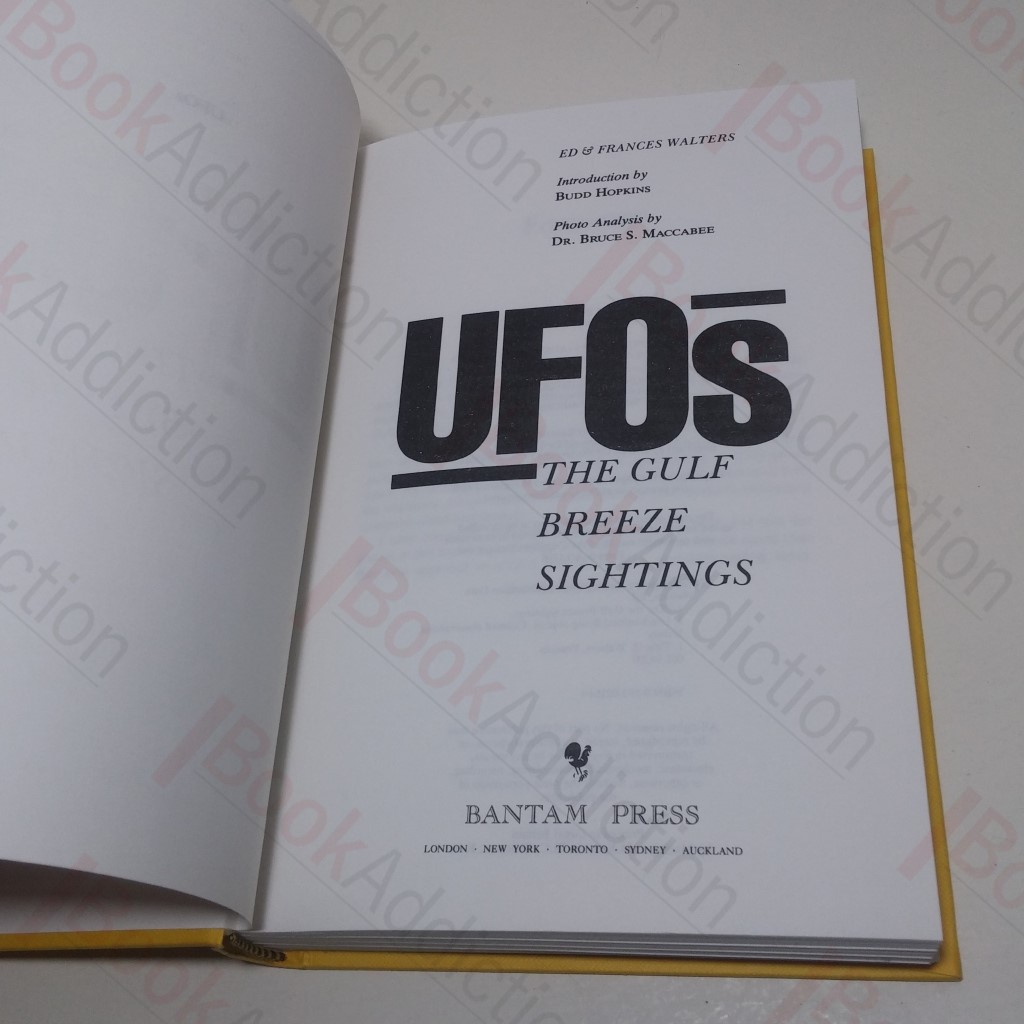 ED & FRANCES WALTERS
Introduction by
BUDD HOPKINS
Photo Analysis by
DR. BRUCE S. MACCABEE
UFOs
THE GULF
BREEZE
SIGHTINGS
BANTAM PRESS
LONDON · NEW YORK · TORONTO · SYDNEY · AUCKLAND
BookAddiction